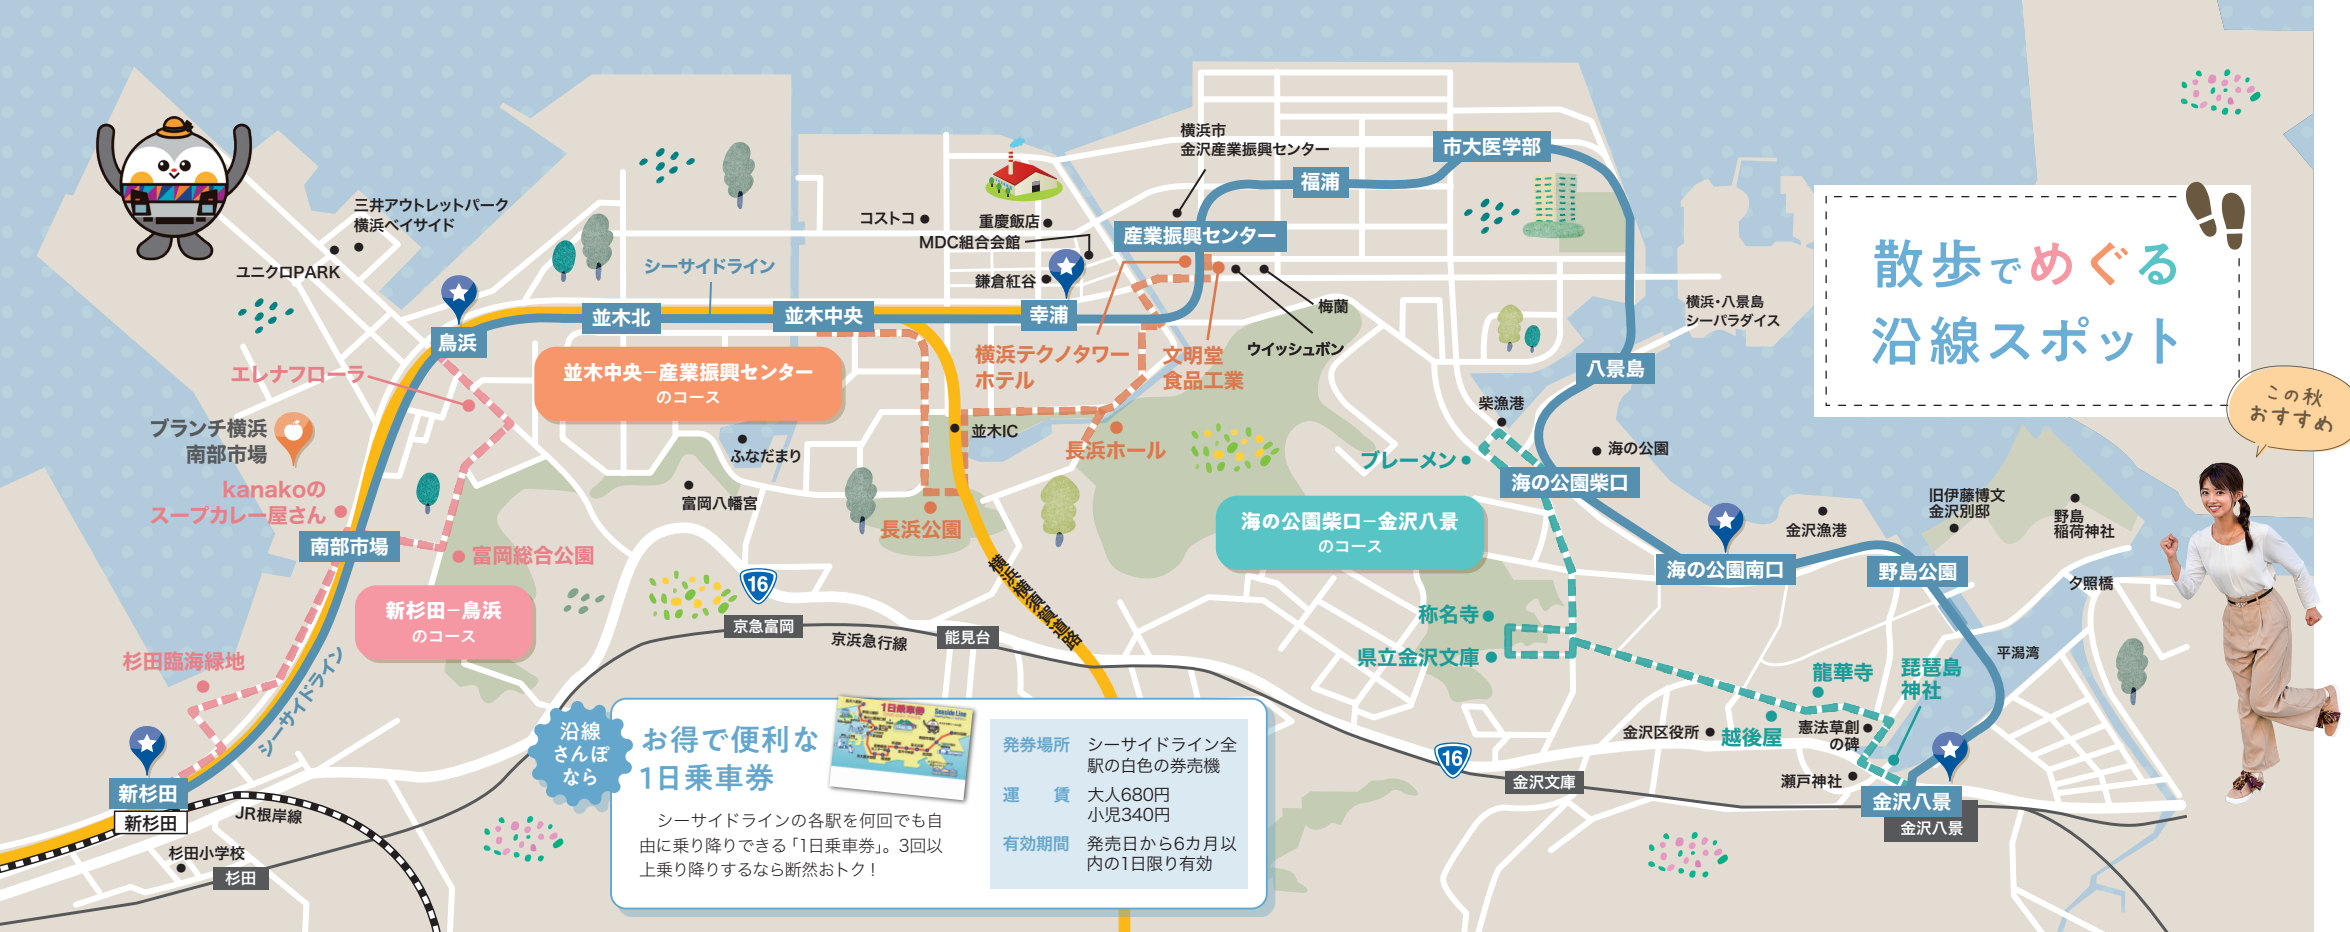 散歩でめぐる
沿線スポット
この秋
おすすめ
三井アウトレットパーク
横浜ベイサイド
ユニクロPARK
鳥浜
エレナフローラ
ブランチ横浜
南部市場
kanakoの
スープカレー屋さん
南部市場
富岡総合公園
新杉田−鳥浜
のコース
杉田臨海緑地
シーサイドライン
新杉田
新杉田
JR根岸線
杉田小学校
杉田
シーサイドライン
並木北
並木中央
並木中央−産業振興センター
のコース
ふなだまり
富岡八幡宮
コストコ
重慶飯店
MDC組合会館
鎌倉紅谷
幸浦
横浜市
金沢産業振興センター
産業振興センター
福浦
市大医学部
梅蘭
ウイッシュボン
横浜テクノタワー
ホテル
文明堂
食品工業
並木IC
長浜ホール
長浜公園
横浜横須賀道路
16
京急富岡
京浜急行線
能見台
横浜・八景島
シーパラダイス
八景島
柴漁港
ブレーメン
海の公園
海の公園柴口
海の公園柴口−金沢八景
のコース
海の公園南口
金沢漁港
旧伊藤博文
金沢別邸
野島
稲荷神社
野島公園
夕照橋
平潟湾
称名寺
県立金沢文庫
龍華寺
琵琶島
神社
金沢区役所
越後屋
憲法草創
の碑
瀬戸神社
16
金沢文庫
金沢八景
金沢八景
沿線
さんぽ
なら
お得で便利な
1日乗車券
シーサイドラインの各駅を何回でも自
由に乗り降りできる「1日乗車券」。3回以
上乗り降りするなら断然おトク！
1日乗車券
Seaside Line
発券場所 シーサイドライン全
駅の白色の券売機
運　賃 大人680円
小児340円
有効期間 発売日から6カ月以
内の1日限り有効